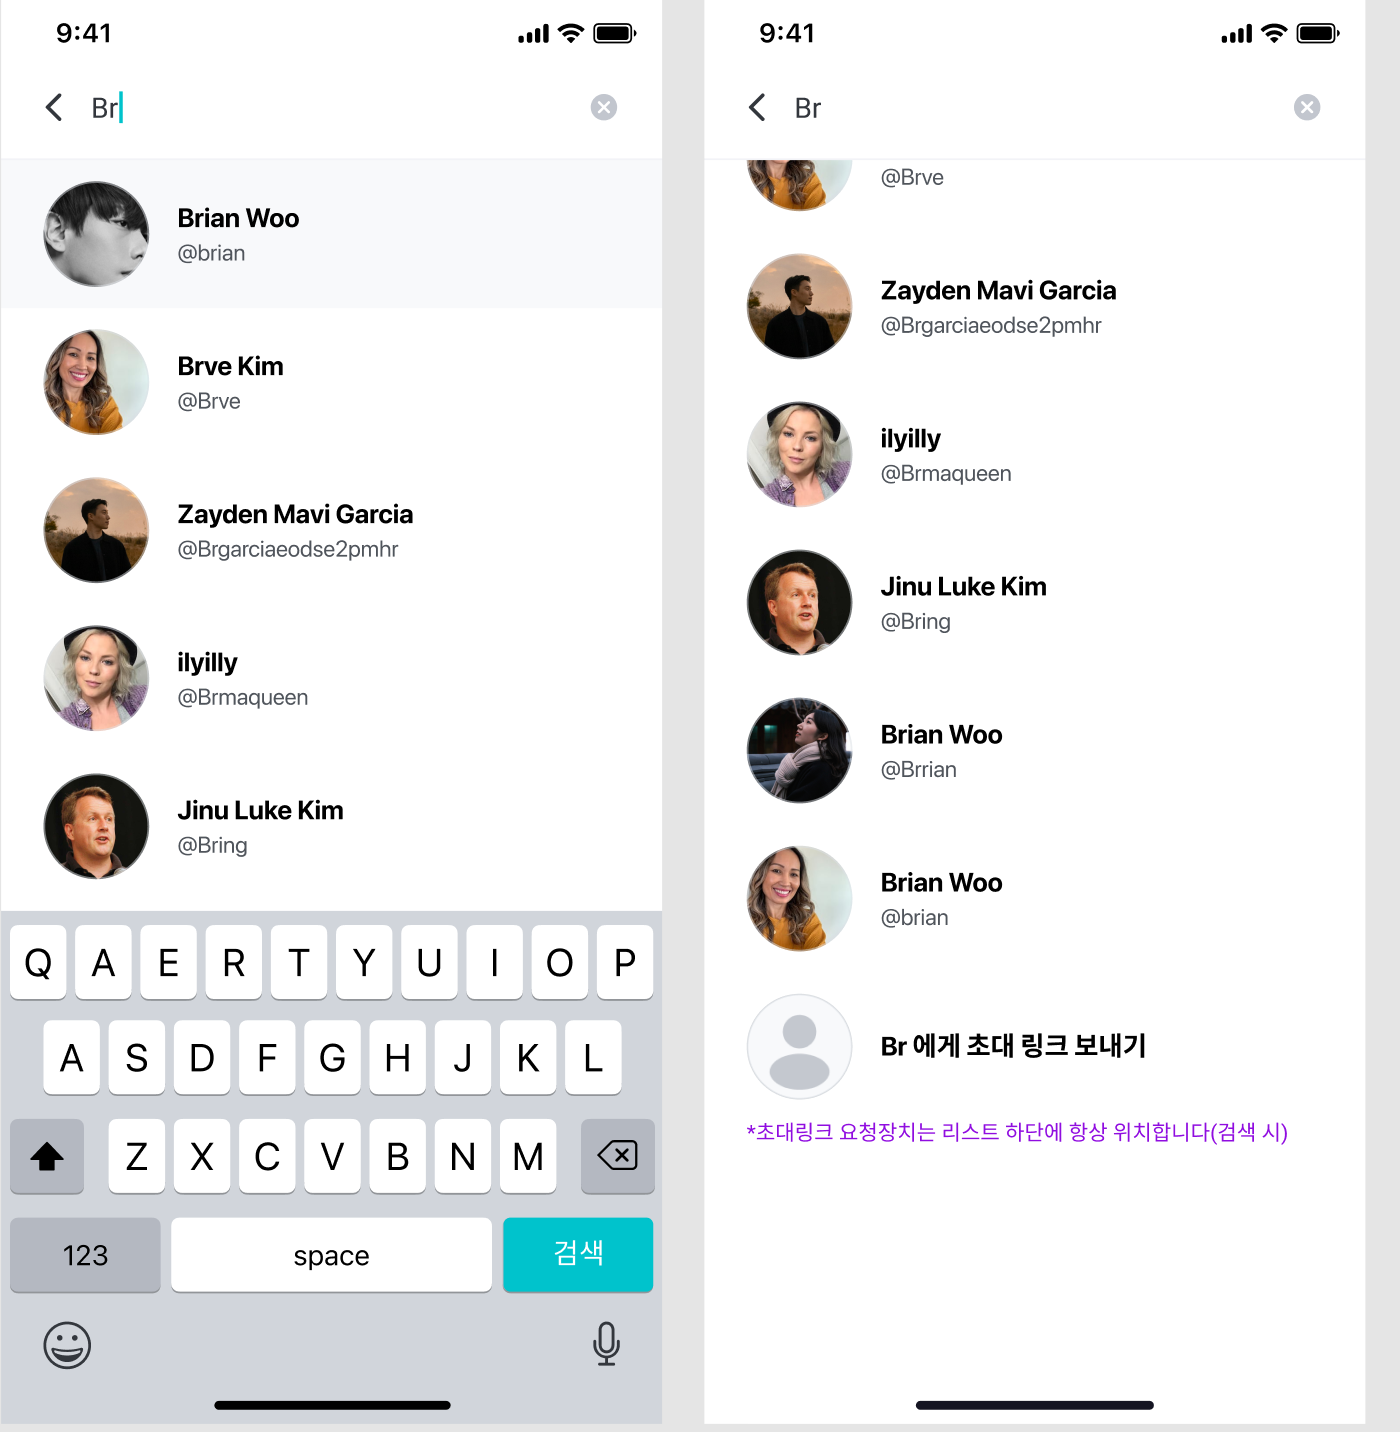 9:41
Br
Brian Woo
@brian
Brve Kim
@Brve
Zayden Mavi Garcia
@Brgarciaeodse2pmhr
ilyilly
@Brmaqueen
Jinu Luke Kim
@Bring
Q A E R T Y U I O P
A S D F G H J K L
Z X C V B N M
123 space 검색
9:41
Br
@Brve
Zayden Mavi Garcia
@Brgarciaeodse2pmhr
ilyilly
@Brmaqueen
Jinu Luke Kim
@Bring
Brian Woo
@Brrian
Brian Woo
@brian
Br 에게 초대 링크 보내기
*초대링크 요청장치는 리스트 하단에 항상 위치합니다(검색 시)